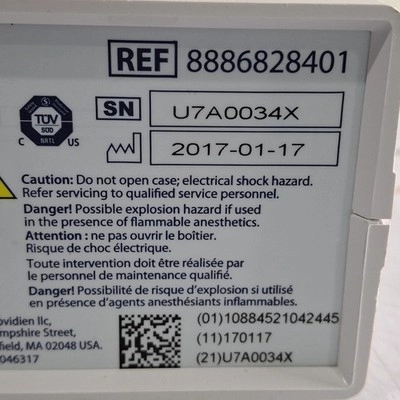 REF 8886828401
SN U7A0034X
TÜV
SÜD
C NRTL US
2017-01-17
Caution: Do not open case; electrical shock hazard.
Refer servicing to qualified service personnel.
Danger! Possible explosion hazard if used
in the presence of flammable anesthetics.
Attention : ne pas ouvrir le boîtier.
Risque de choc électrique.
Toute intervention doit être réalisée par
le personnel de maintenance qualifié.
Danger! Possibilité de risque d'explosion si utilisé
en présence d'agents anesthésiants inflammables.
ovidien llc,
mpshire Street,
field, MA 02048 USA.
046317
(01)10884521042445
(11)170117
(21)U7A0034X